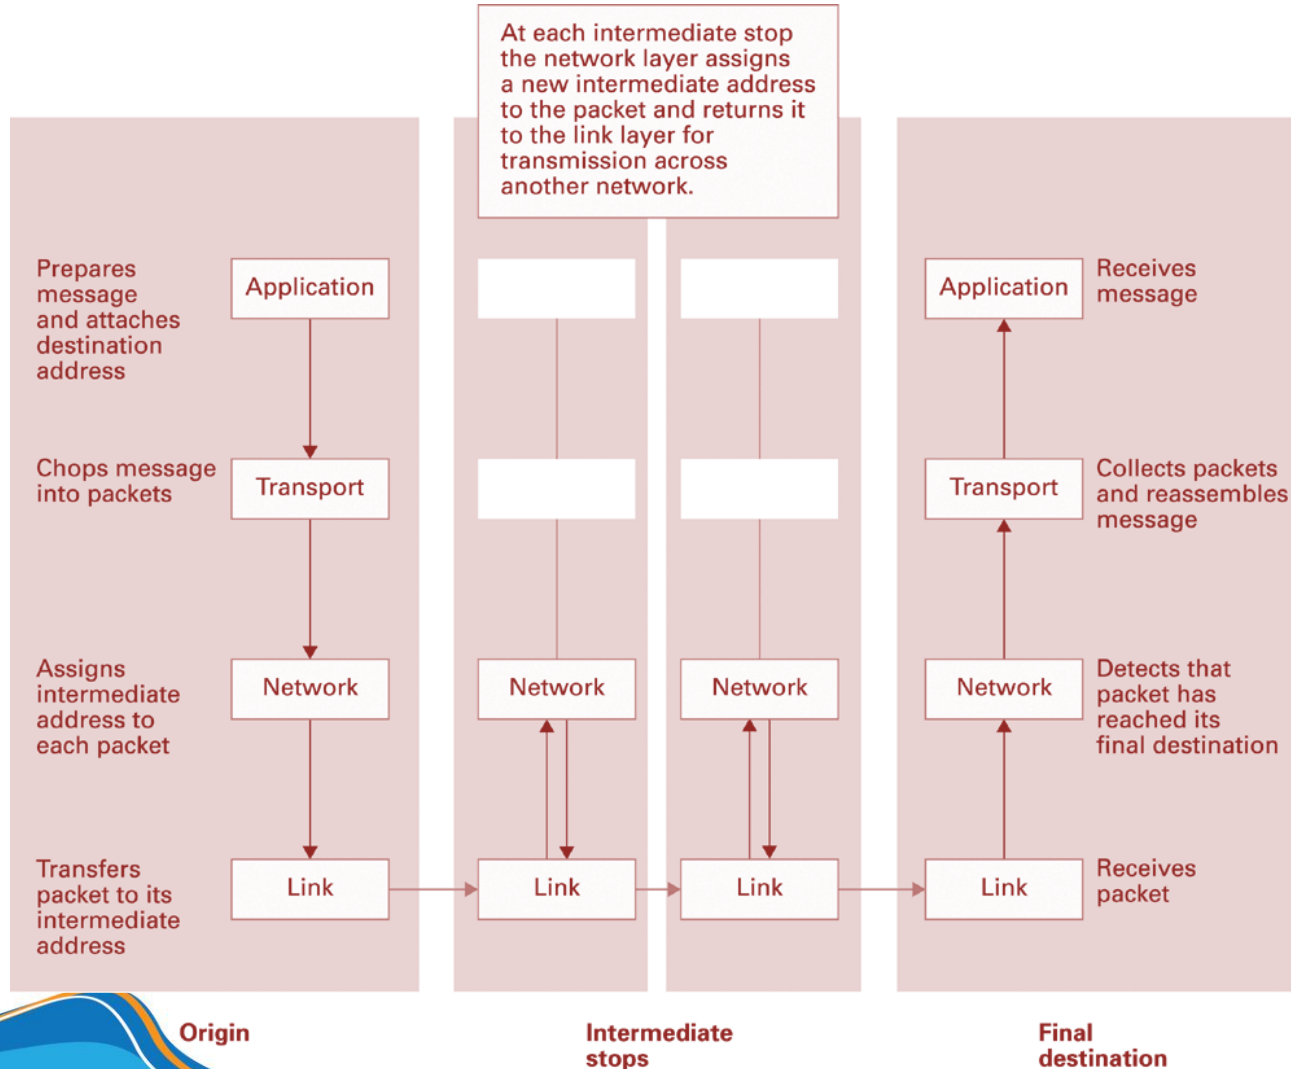 At each intermediate stop
the network layer assigns
a new intermediate address
to the packet and returns it
to the link layer for
transmission across
another network.
Prepares
message
and attaches
destination
address
Application
Application
Receives
message
Chops message
into packets
Transport
Transport
Collects packets
and reassembles
message
Assigns
intermediate
address to
each packet
Network
Network
Network
Network
Detects that
packet has
reached its
final destination
Transfers
packet to its
intermediate
address
Link
Link
Link
Link
Receives
packet
Origin
Intermediate
stops
Final
destination